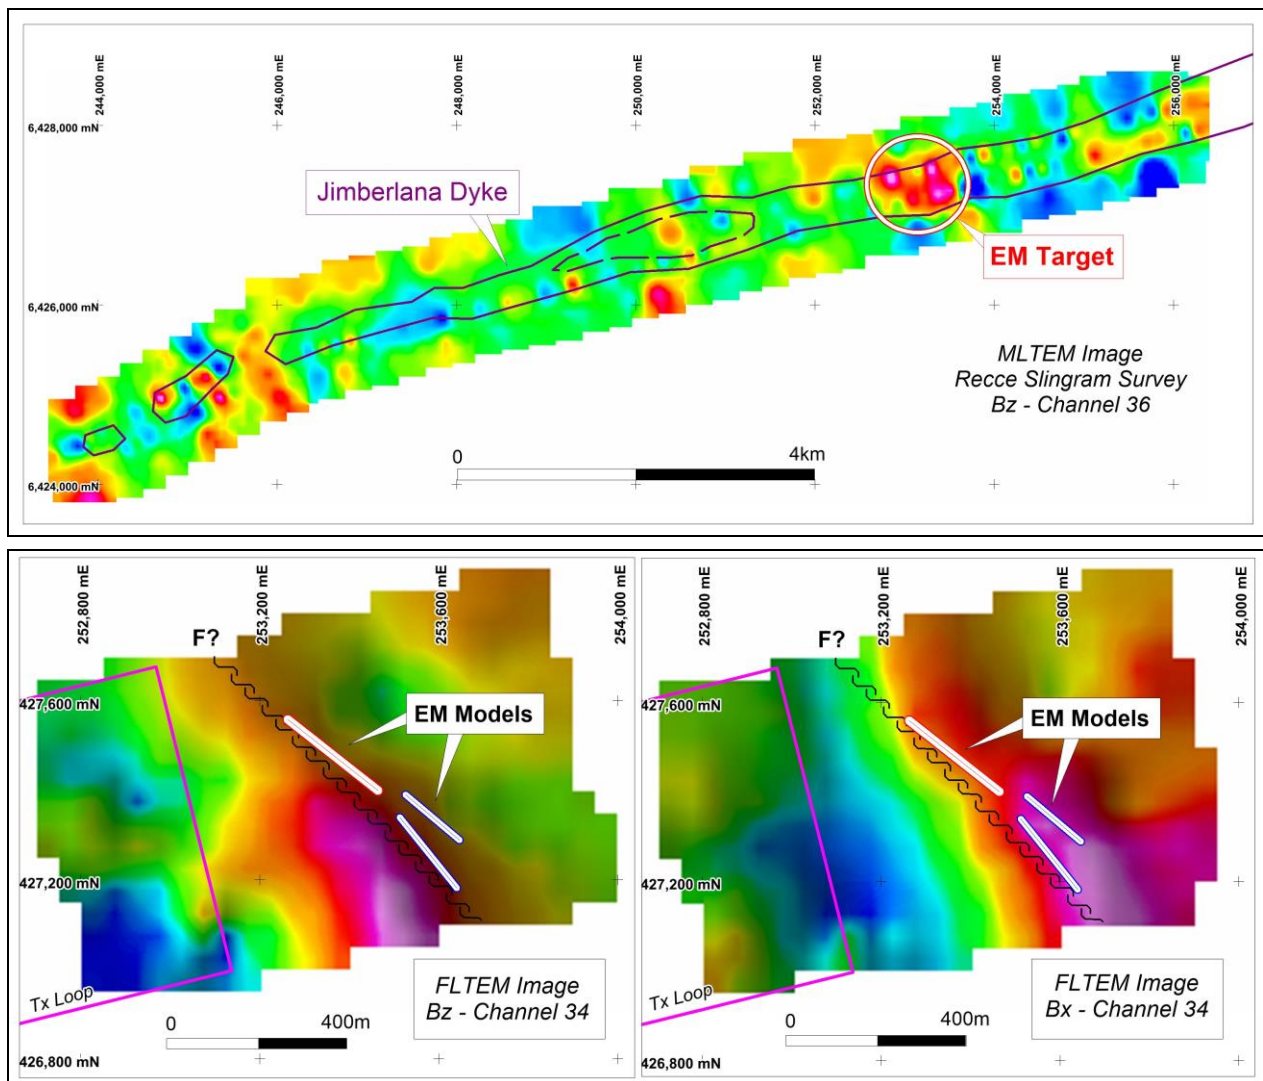 244,000 mE
246,000 mE
248,000 mE
250,000 mE
252,000 mE
254,000 mE
256,000 mE
6,428,000 mN
Jimberlana Dyke
EM Target
6,426,000 mN
MLTEM Image
Recce Slingram Survey
Bz - Channel 36
0 4km
6,424,000 mN
252,800 mE
253,200 mE
253,600 mE
254,000 mE
F?
427,600 mN
EM Models
427,200 mN
Tx Loop
FLTEM Image
Bz - Channel 34
0 400m
426,800 mN
252,800 mE
253,200 mE
253,600 mE
254,000 mE
F?
427,600 mN
EM Models
427,200 mN
Tx Loop
FLTEM Image
Bx - Channel 34
0 400m
426,800 mN